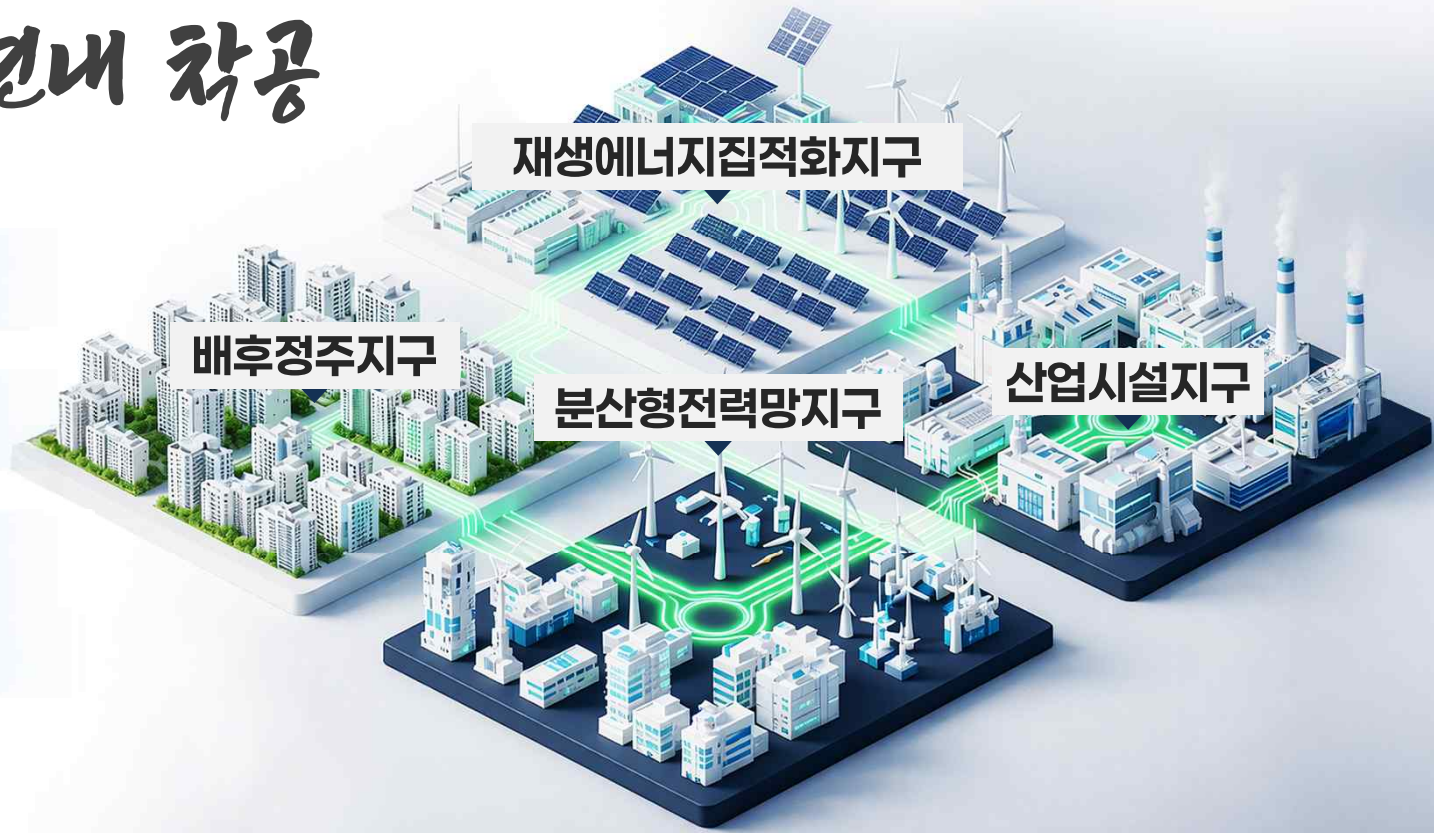 연내 착공
재생에너지집적화지구
배후정주지구
분산형전력망지구
산업시설지구